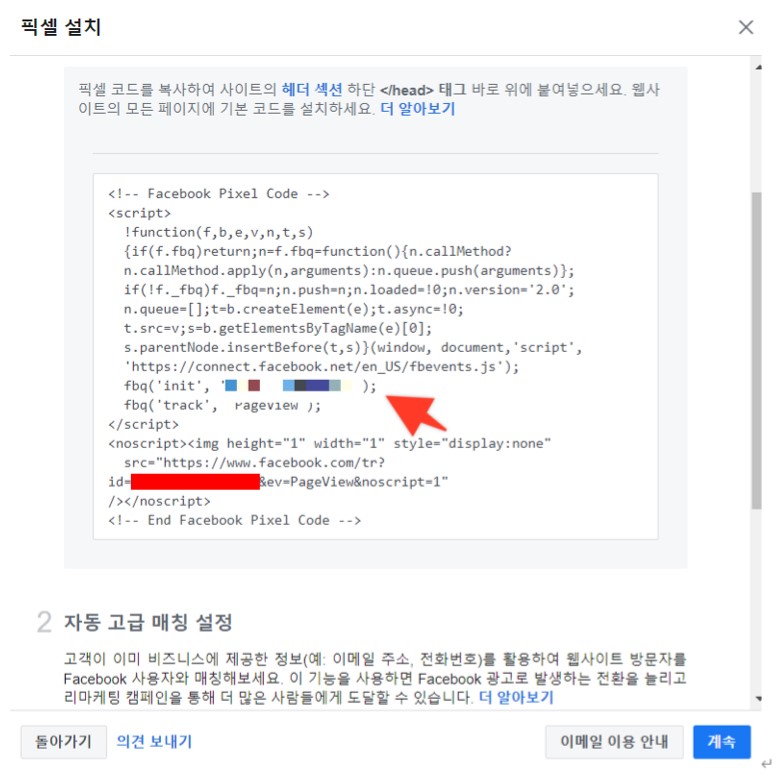 픽셀 설치
픽셀 코드를 복사하여 사이트의 헤더 섹션 하단 </head> 태그 바로 위에 붙여넣으세요. 웹사
이트의 모든 페이지에 기본 코드를 설치하세요. 더 알아보기
<!-- Facebook Pixel Code -->
<script>
!function(f,b,e,v,n,t,s)
{if(f.fbq)return;n=f.fbq=function(){n.callMethod?
n.callMethod.apply(n,arguments):n.queue.push(arguments)};
if(!f._fbq)f._fbq=n;n.push=n;n.loaded=!0;n.version='2.0';
n.queue=[];t=b.createElement(e);t.async=!0;
t.src=v;s=b.getElementsByTagName(e)[0];
s.parentNode.insertBefore(t,s)}(window, document,'script',
'https://connect.facebook.net/en_US/fbevents.js');
fbq('init', ' );
fbq('track', PageView );
</script>
<noscript><img height="1" width="1" style="display:none"
src="https://www.facebook.com/tr?
id=&ev=PageView&noscript=1"
/></noscript>
<!-- End Facebook Pixel Code -->
2 자동 고급 매칭 설정
고객이 이미 비즈니스에 제공한 정보(예: 이메일 주소, 전화번호)를 활용하여 웹사이트 방문자를
Facebook 사용자와 매칭해보세요. 이 기능을 사용하면 Facebook 광고로 발생하는 전환을 늘리고
리마케팅 캠페인을 통해 더 많은 사람들에게 도달할 수 있습니다. 더 알아보기
돌아가기 의견 보내기 이메일 이용 안내 계속